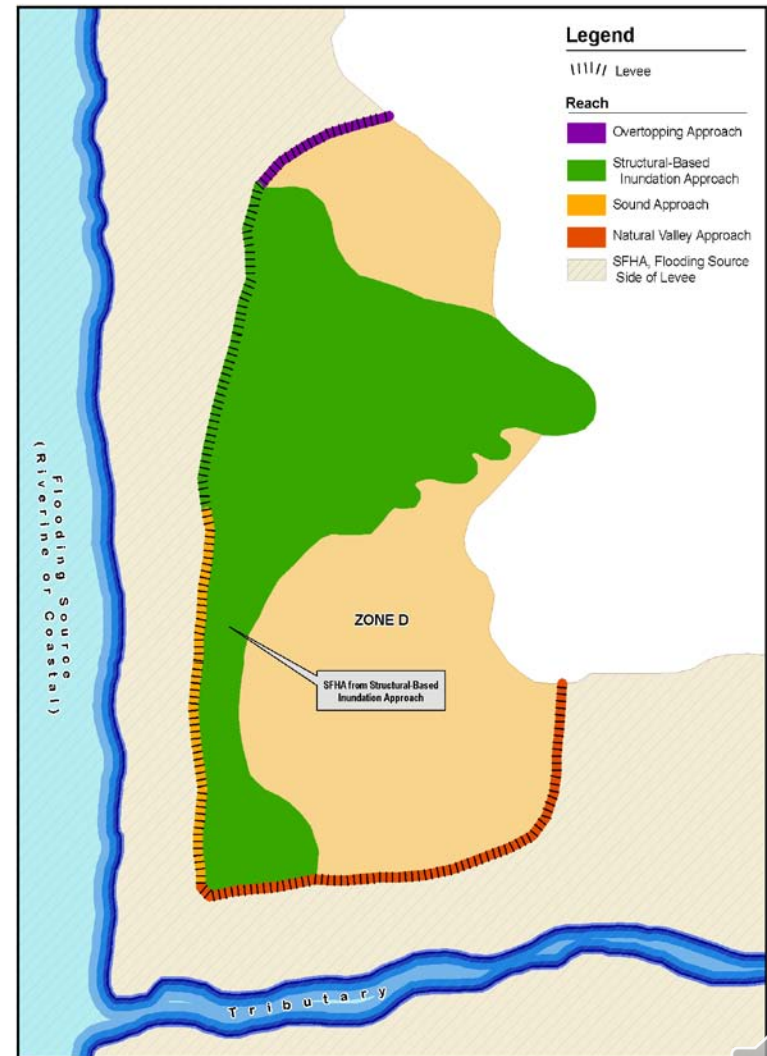 Legend
Levee
Reach
Overtopping Approach
Structural-Based
Inundation Approach
Sound Approach
Natural Valley Approach
SFHA, Flooding Source
Side of Levee
Flooding Source
(Riverine or Coastal)
ZONE D
SFHA from Structural-Based
Inundation Approach
Tributary